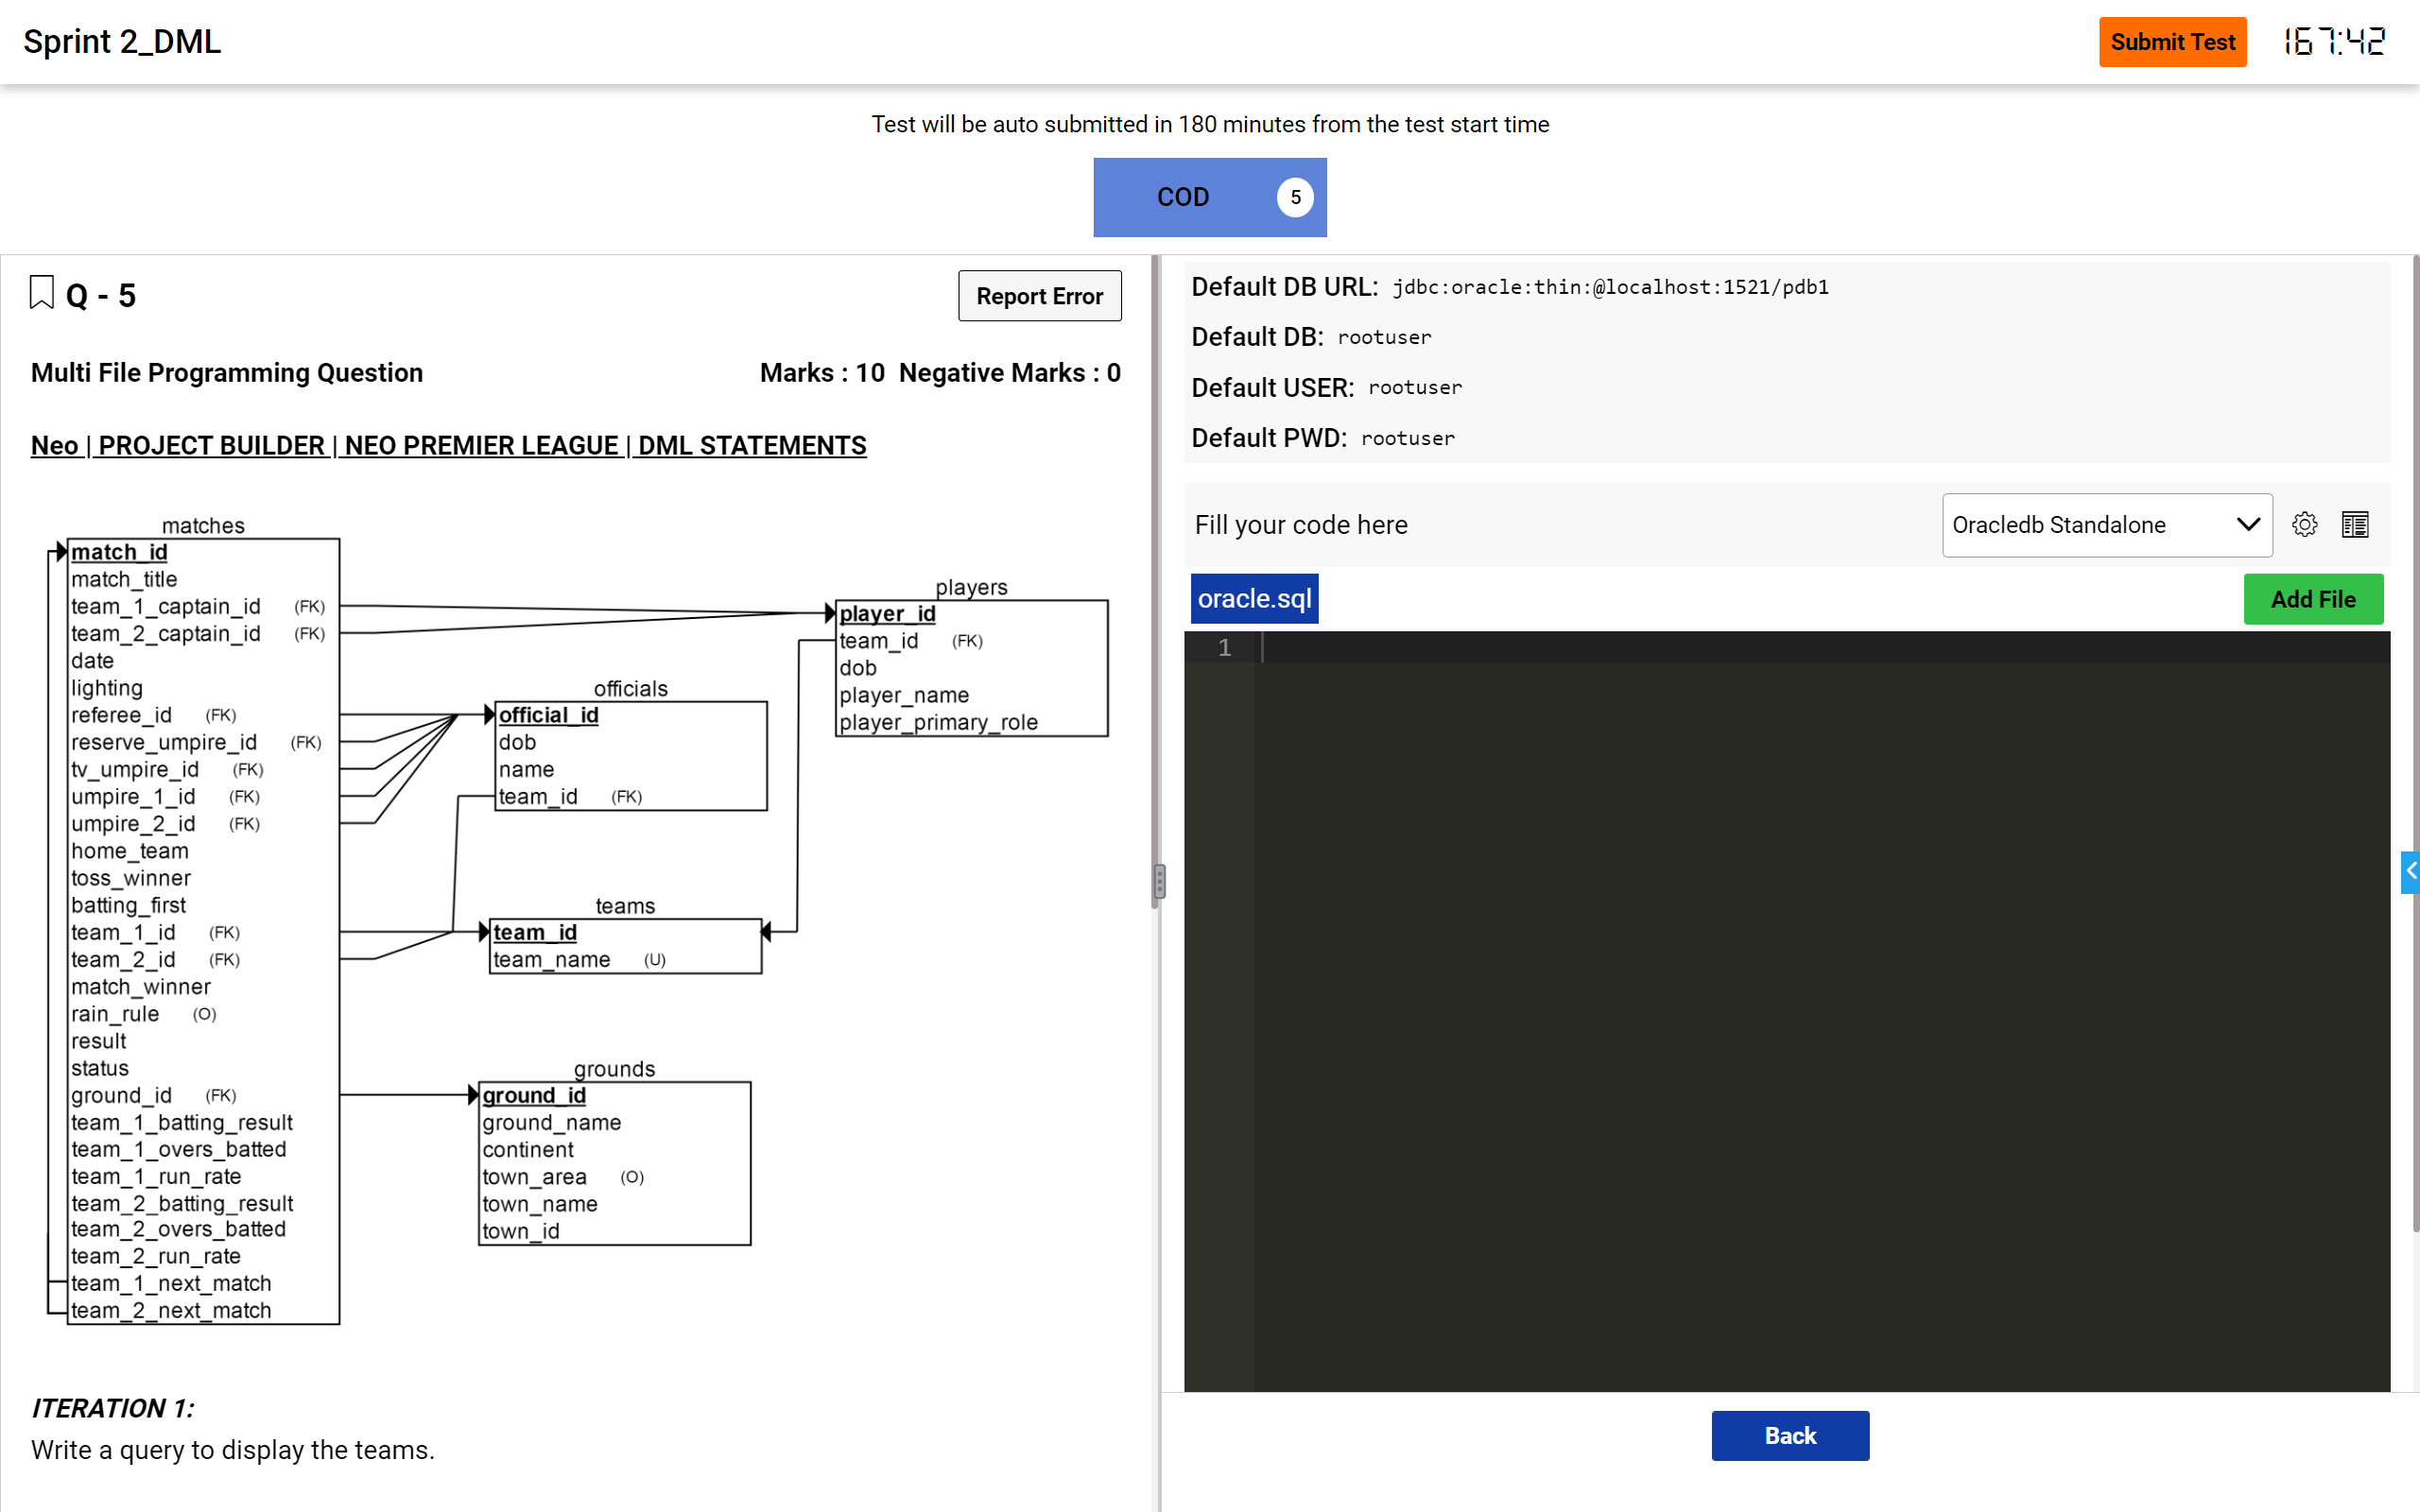 Sprint 2_DML
Submit Test
167:42
Test will be auto submitted in 180 minutes from the test start time
COD 5
Q - 5
Report Error
Multi File Programming Question
Marks : 10 Negative Marks : 0
Neo | PROJECT BUILDER | NEO PREMIER LEAGUE | DML STATEMENTS
matches
match_id
match_title
team_1_captain_id (FK)
team_2_captain_id (FK)
date
lighting
referee_id (FK)
reserve_umpire_id (FK)
tv_umpire_id (FK)
umpire_1_id (FK)
umpire_2_id (FK)
home_team
toss_winner
batting_first
team_1_id (FK)
team_2_id (FK)
match_winner
rain_rule (O)
result
status
ground_id (FK)
team_1_batting_result
team_1_overs_batted
team_1_run_rate
team_2_batting_result
team_2_overs_batted
team_2_run_rate
team_1_next_match
team_2_next_match
players
player_id
team_id (FK)
dob
player_name
player_primary_role
officials
official_id
dob
name
team_id (FK)
teams
team_id
team_name (U)
grounds
ground_id
ground_name
continent
town_area (O)
town_name
town_id
ITERATION 1:
Write a query to display the teams.
Default DB URL: jdbc:oracle:thin:@localhost:1521/pdb1
Default DB: rootuser
Default USER: rootuser
Default PWD: rootuser
Fill your code here
Oracledb Standalone
oracle.sql
Add File
1
Back